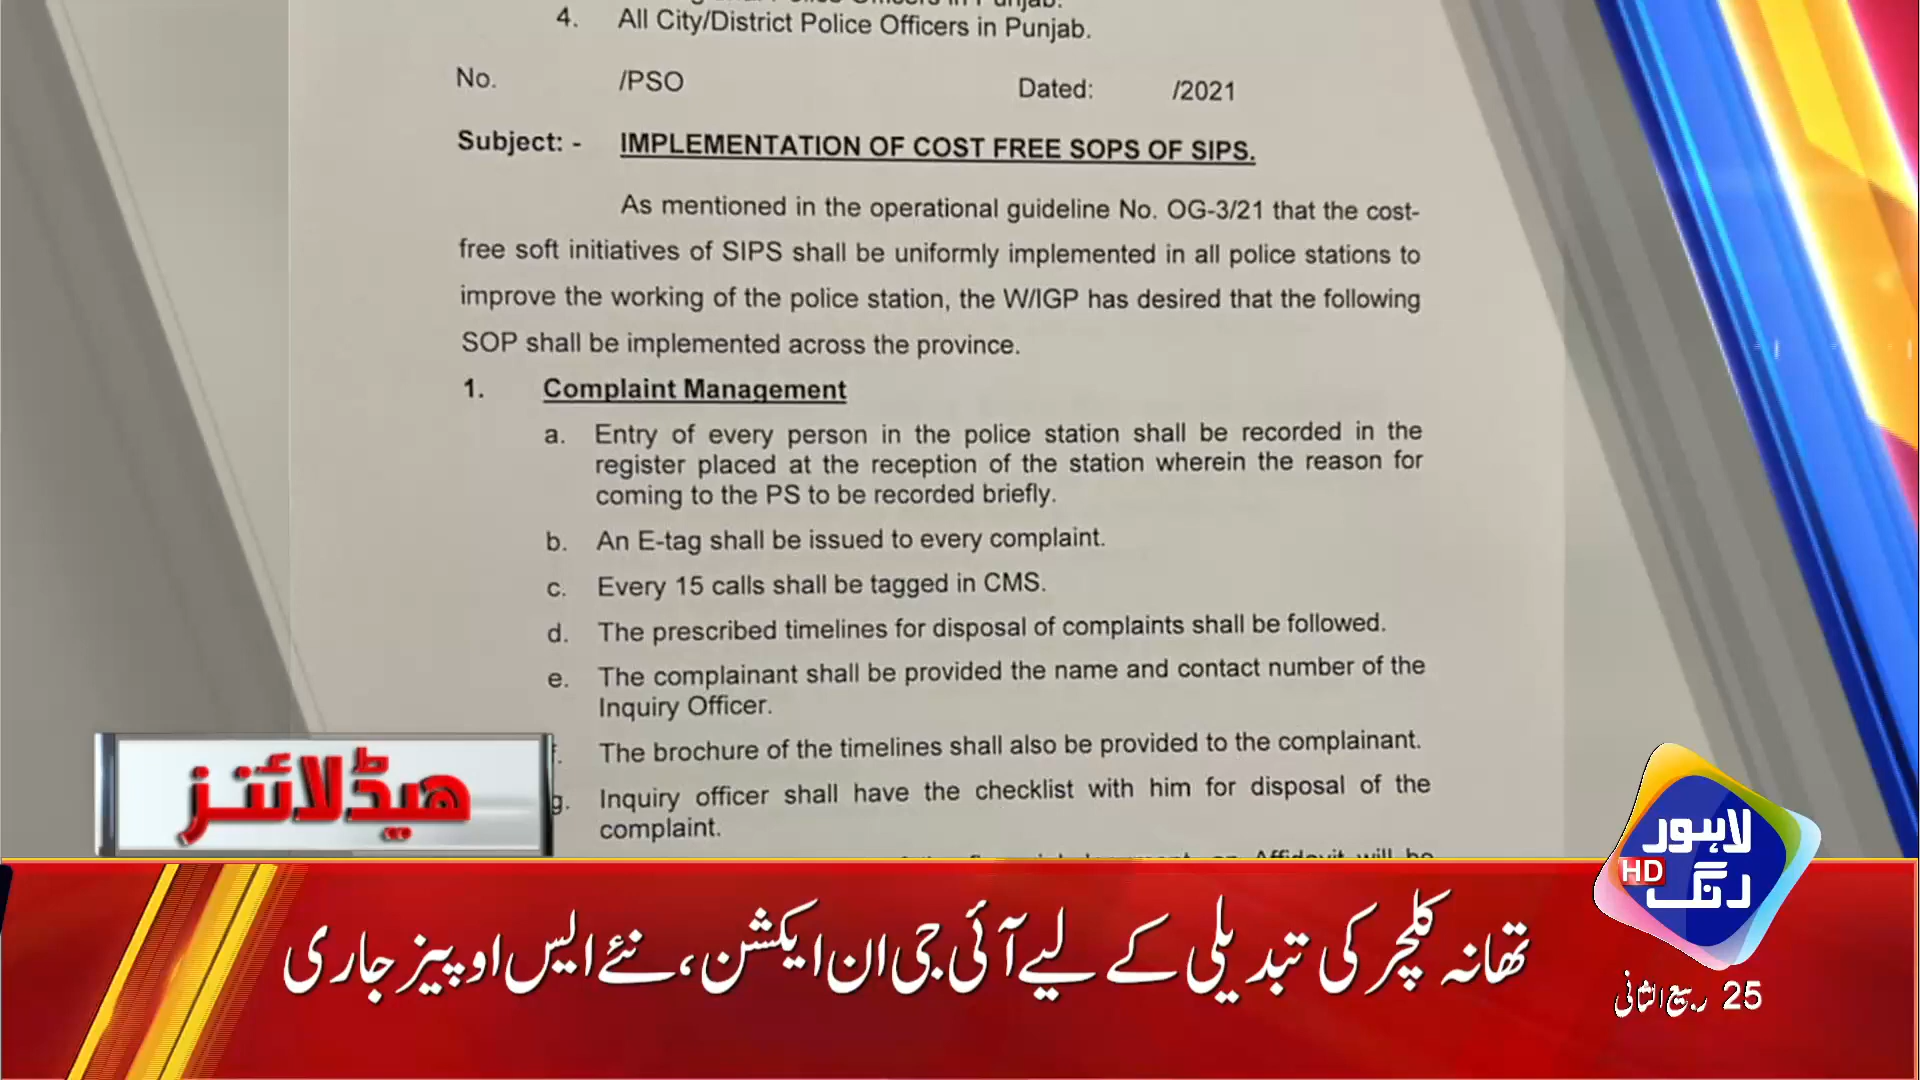 4. All City/District Police Officers in Punjab.
No. /PSO Dated: /2021
Subject: - IMPLEMENTATION OF COST FREE SOPS OF SIPS.
As mentioned in the operational guideline No. OG-3/21 that the cost-
free soft initiatives of SIPS shall be uniformly implemented in all police stations to
improve the working of the police station, the W/IGP has desired that the following
SOP shall be implemented across the province.
1. Complaint Management
a. Entry of every person in the police station shall be recorded in the
register placed at the reception of the station wherein the reason for
coming to the PS to be recorded briefly.
b. An E-tag shall be issued to every complaint.
c. Every 15 calls shall be tagged in CMS.
d. The prescribed timelines for disposal of complaints shall be followed.
e. The complainant shall be provided the name and contact number of the
Inquiry Officer.
f. The brochure of the timelines shall also be provided to the complainant.
g. Inquiry officer shall have the checklist with him for disposal of the
complaint.
Affidavit will be
ہیڈلائنز
لاہور
HD
رنگ
تھانہ کلچر کی تبدیلی کے لیے آئی جی ان ایکشن، نئے ایس او پیز جاری
25 ربیع الثانی